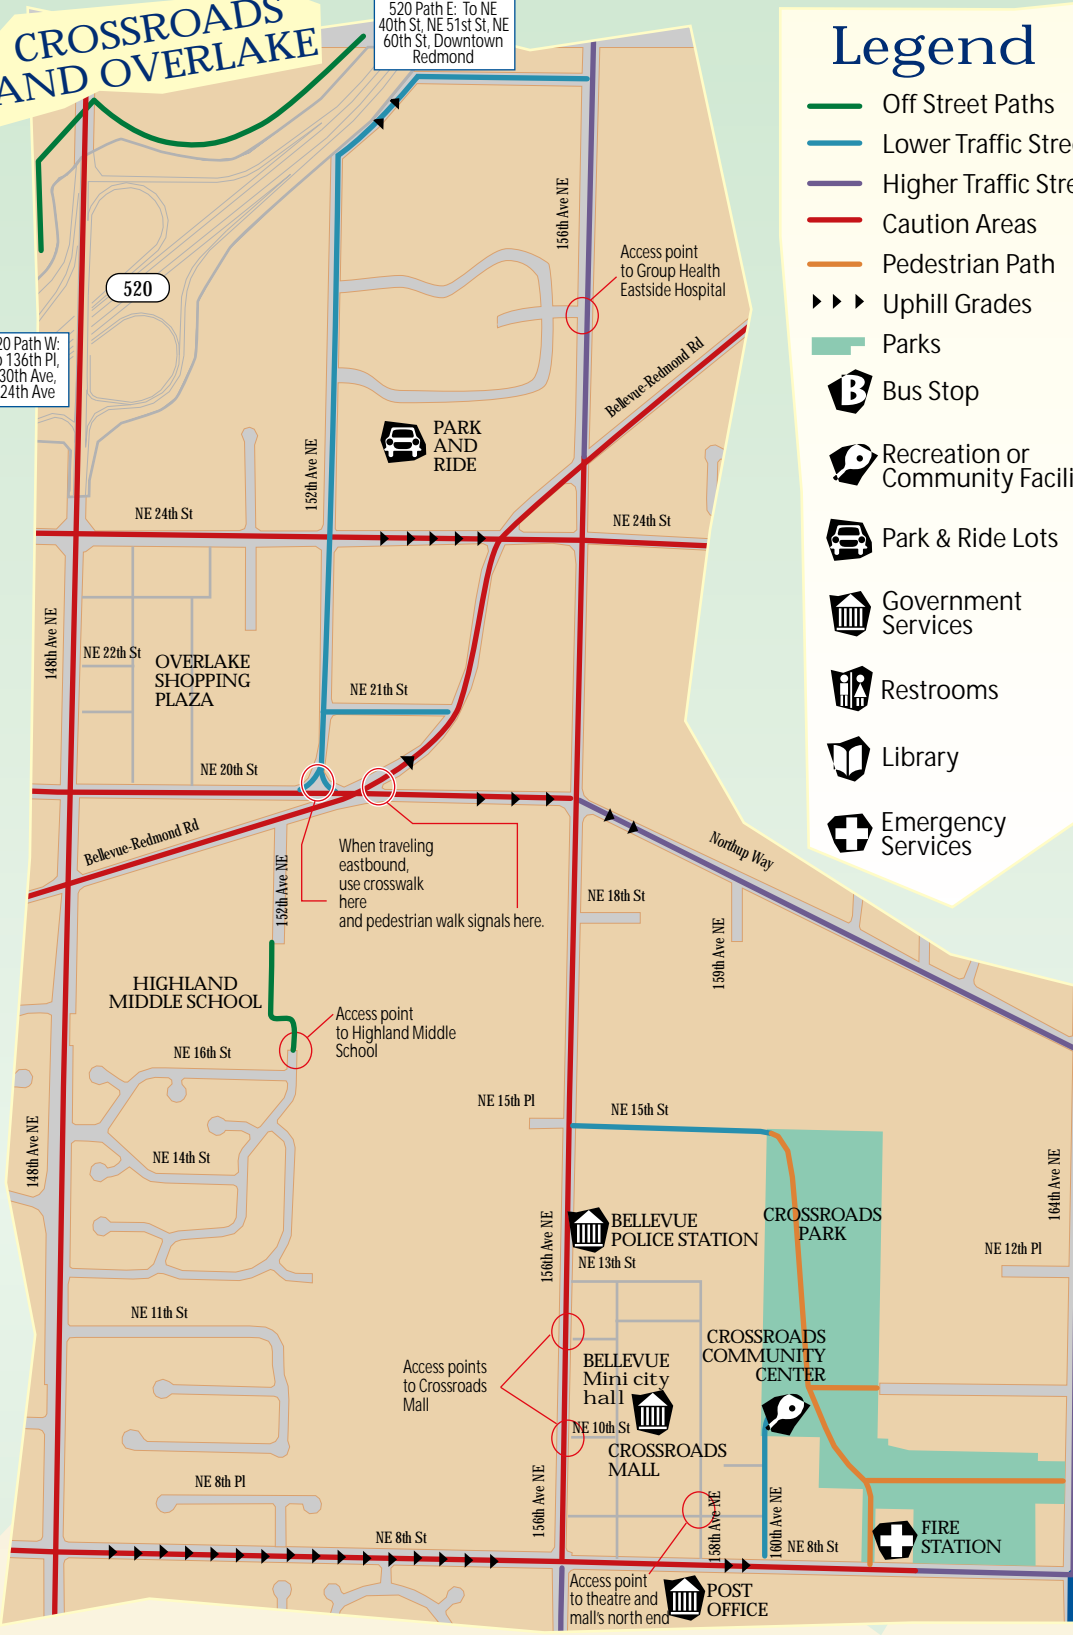 CROSSROADS
AND OVERLAKE
520 Path E: To NE
40th St, NE 51st St, NE
60th St, Downtown
Redmond
Legend
Off Street Paths
Lower Traffic Stre
Higher Traffic Stre
Caution Areas
Pedestrian Path
Uphill Grades
Parks
B
Bus Stop
Recreation or
Community Facili
Park & Ride Lots
Government
Services
Restrooms
Library
Emergency
Services
156th Ave NE
Access point
to Group Health
Eastside Hospital
520
20 Path W:
136th Pl,
30th Ave,
24th Ave
Bellevue-Redmond Rd
PARK
AND
RIDE
152th Ave NE
NE 24th St
NE 24th St
148th Ave NE
NE 22th St
OVERLAKE
SHOPPING
PLAZA
NE 21th St
NE 20th St
Bellevue-Redmond Rd
When traveling
eastbound,
use crosswalk
here
and pedestrian walk signals here.
Northup Way
152th Ave NE
NE 18th St
159th Ave NE
HIGHLAND
MIDDLE SCHOOL
Access point
to Highland Middle
School
NE 16th St
NE 15th Pl
NE 15th St
148th Ave NE
NE 14th St
164th Ave NE
CROSSROADS
PARK
BELLEVUE
POLICE STATION
156th Ave NE
NE 13th St
NE 12th Pl
NE 11th St
CROSSROADS
COMMUNITY
CENTER
Access points
to Crossroads
Mall
BELLEVUE
Mini city
hall
NE 10th St
CROSSROADS
MALL
NE 8th Pl
156th Ave NE
158th Ave NE
160th Ave NE
NE 8th St
NE 8th St
FIRE
STATION
Access point
to theatre and
mall's north end
POST
OFFICE